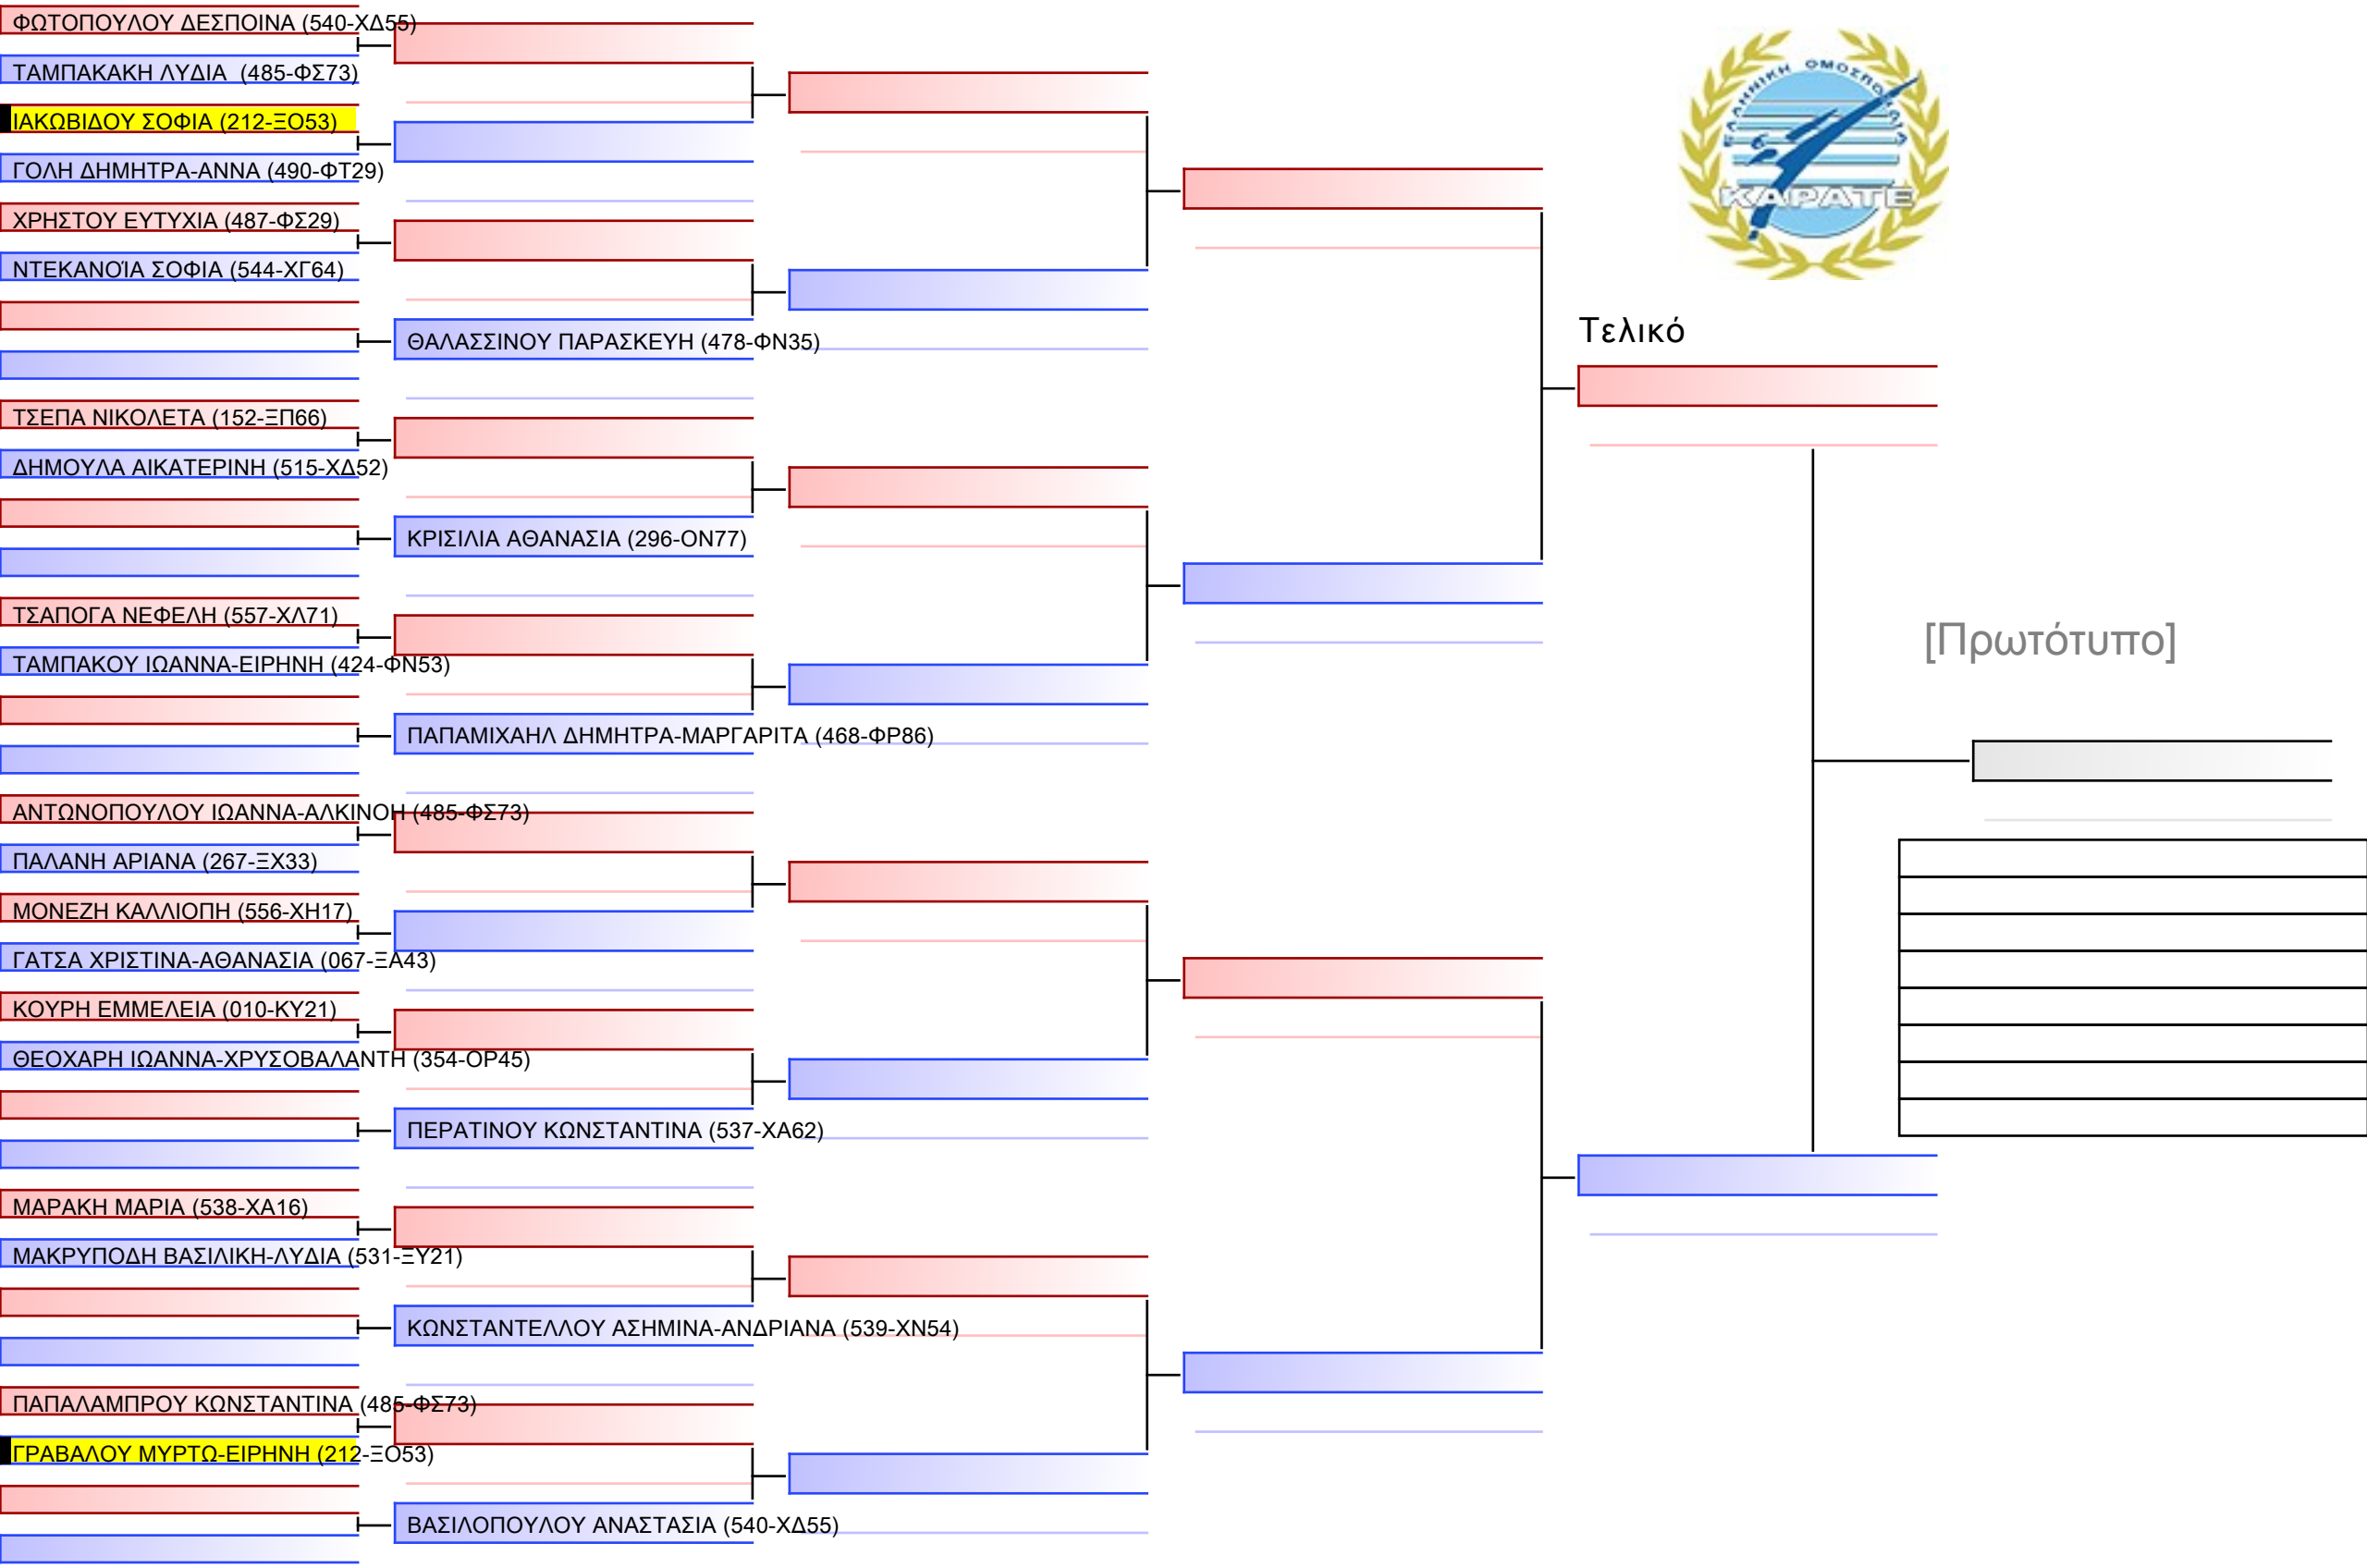 ΦΩΤΟΠΟΥΛΟΥ ΔΕΣΠΟΙΝΑ (540-ΧΔ55)
ΤΑΜΠΑΚΑΚΗ ΛΥΔΙΑ (485-ΦΣ73)
ΙΑΚΩΒΙΔΟΥ ΣΟΦΙΑ (212-ΞΟ53)
ΓΟΛΗ ΔΗΜΗΤΡΑ-ΑΝΝΑ (490-ΦΤ29)
ΧΡΗΣΤΟΥ ΕΥΤΥΧΙΑ (487-ΦΣ29)
ΝΤΕΚΑΝΟΊΑ ΣΟΦΙΑ (544-ΧΓ64)
ΘΑΛΑΣΣΙΝΟΥ ΠΑΡΑΣΚΕΥΗ (478-ΦΝ35)
ΤΣΕΠΑ ΝΙΚΟΛΕΤΑ (152-ΞΠ66)
ΔΗΜΟΥΛΑ ΑΙΚΑΤΕΡΙΝΗ (515-ΧΔ52)
ΚΡΙΣΙΛΙΑ ΑΘΑΝΑΣΙΑ (296-ΟΝ77)
ΤΣΑΠΟΓΑ ΝΕΦΕΛΗ (557-ΧΛ71)
ΤΑΜΠΑΚΟΥ ΙΩΑΝΝΑ-ΕΙΡΗΝΗ (424-ΦΝ53)
ΠΑΠΑΜΙΧΑΗΛ ΔΗΜΗΤΡΑ-ΜΑΡΓΑΡΙΤΑ (468-ΦΡ86)
ΑΝΤΩΝΟΠΟΥΛΟΥ ΙΩΑΝΝΑ-ΑΛΚΙΝΟΗ (485-ΦΣ73)
ΠΑΛΑΝΗ ΑΡΙΑΝΑ (267-ΞΧ33)
ΜΟΝΕΖΗ ΚΑΛΛΙΟΠΗ (556-ΧΗ17)
ΓΑΤΣΑ ΧΡΙΣΤΙΝΑ-ΑΘΑΝΑΣΙΑ (067-ΞΑ43)
ΚΟΥΡΗ ΕΜΜΕΛΕΙΑ (010-ΚΥ21)
ΘΕΟΧΑΡΗ ΙΩΑΝΝΑ-ΧΡΥΣΟΒΑΛΑΝΤΗ (354-ΟΡ45)
ΠΕΡΑΤΙΝΟΥ ΚΩΝΣΤΑΝΤΙΝΑ (537-ΧΑ62)
ΜΑΡΑΚΗ ΜΑΡΙΑ (538-ΧΑ16)
ΜΑΚΡΥΠΟΔΗ ΒΑΣΙΛΙΚΗ-ΛΥΔΙΑ (531-ΞΥ21)
ΚΩΝΣΤΑΝΤΕΛΛΟΥ ΑΣΗΜΙΝΑ-ΑΝΔΡΙΑΝΑ (539-ΧΝ54)
ΠΑΠΑΛΑΜΠΡΟΥ ΚΩΝΣΤΑΝΤΙΝΑ (485-ΦΣ73)
ΓΡΑΒΑΛΟΥ ΜΥΡΤΩ-ΕΙΡΗΝΗ (212-ΞΟ53)
ΒΑΣΙΛΟΠΟΥΛΟΥ ΑΝΑΣΤΑΣΙΑ (540-ΧΔ55)
ΕΛΛΗΝΙΚΗ ΟΜΟΣΠΟΝΔΙΑ
ΚΑΡΑΤΕ
Τελικό
[Πρωτότυπο]